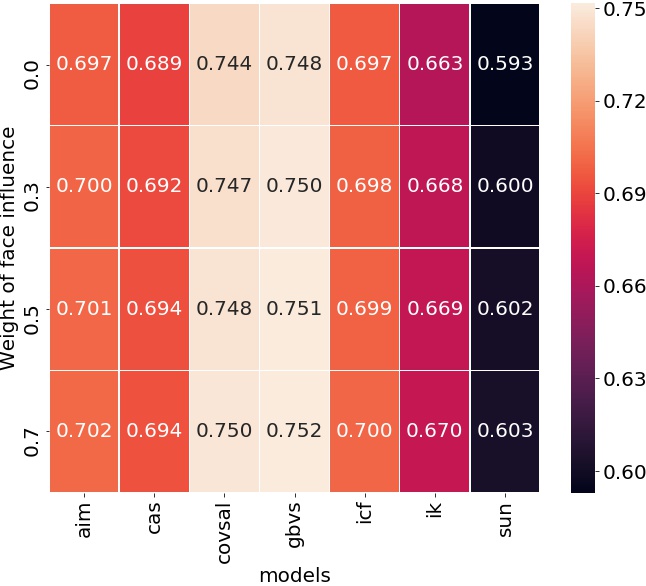 0.75
0.0 0.697 0.689 0.744 0.748 0.697 0.663 0.593
0.72
0.3 0.700 0.692 0.747 0.750 0.698 0.668 0.600
0.69
Weight of face influence
0.66
0.5 0.701 0.694 0.748 0.751 0.699 0.669 0.602
0.63
0.7 0.702 0.694 0.750 0.752 0.700 0.670 0.603
0.60
aim cas covsal gbvs icf ik sun
models